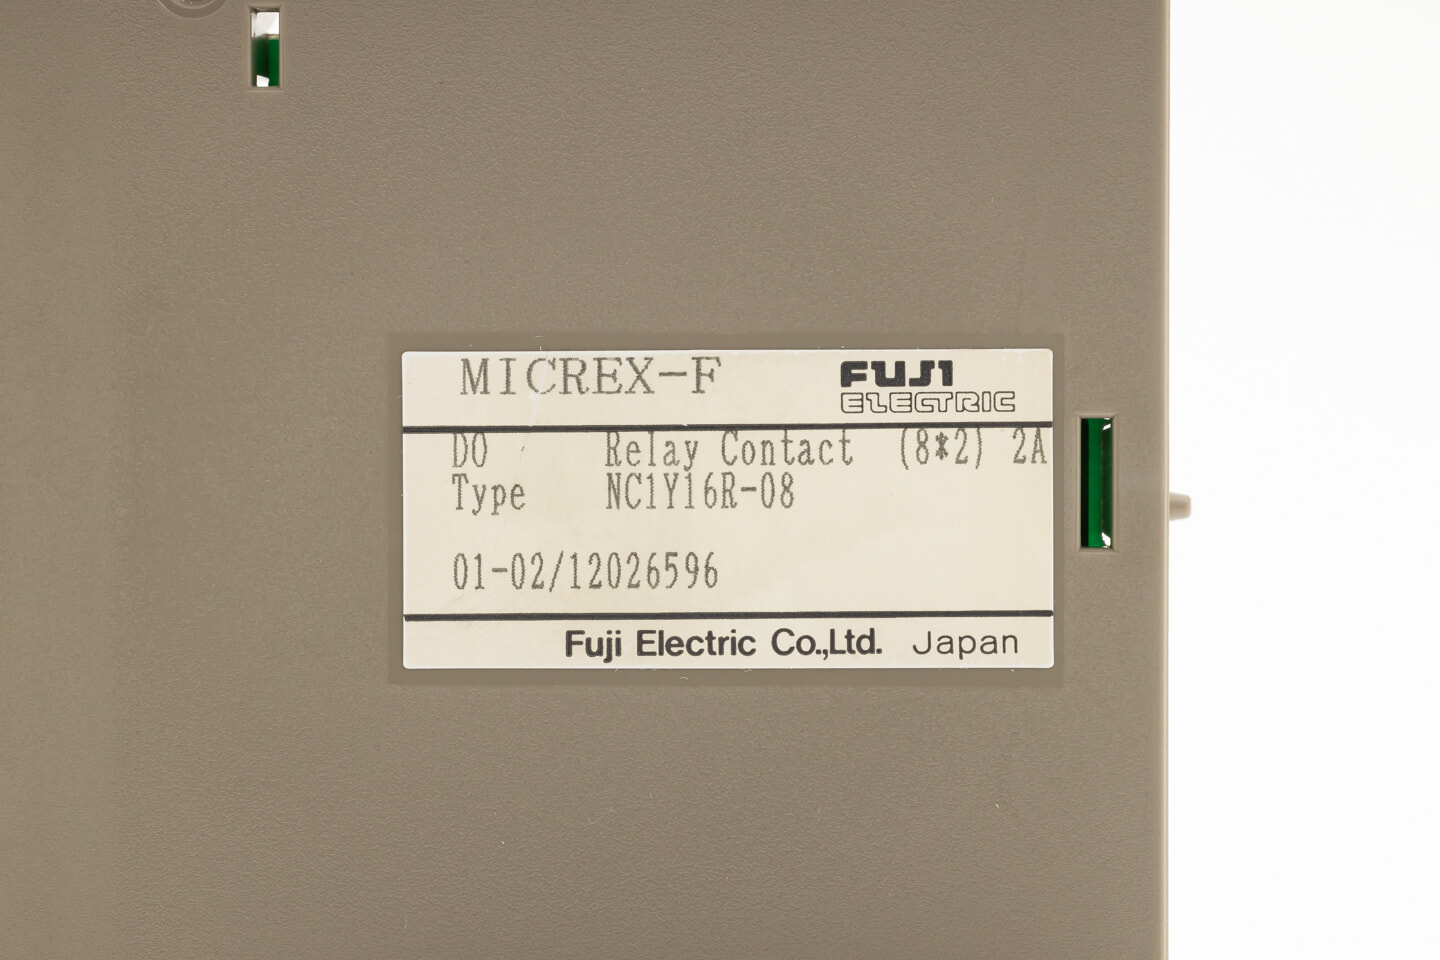 MICREX-F FUJI
ELECTRIC
DO Relay Contact (8*2) 2A
Type NC1Y16R-08
01-02/12026596
Fuji Electric Co.,Ltd. Japan